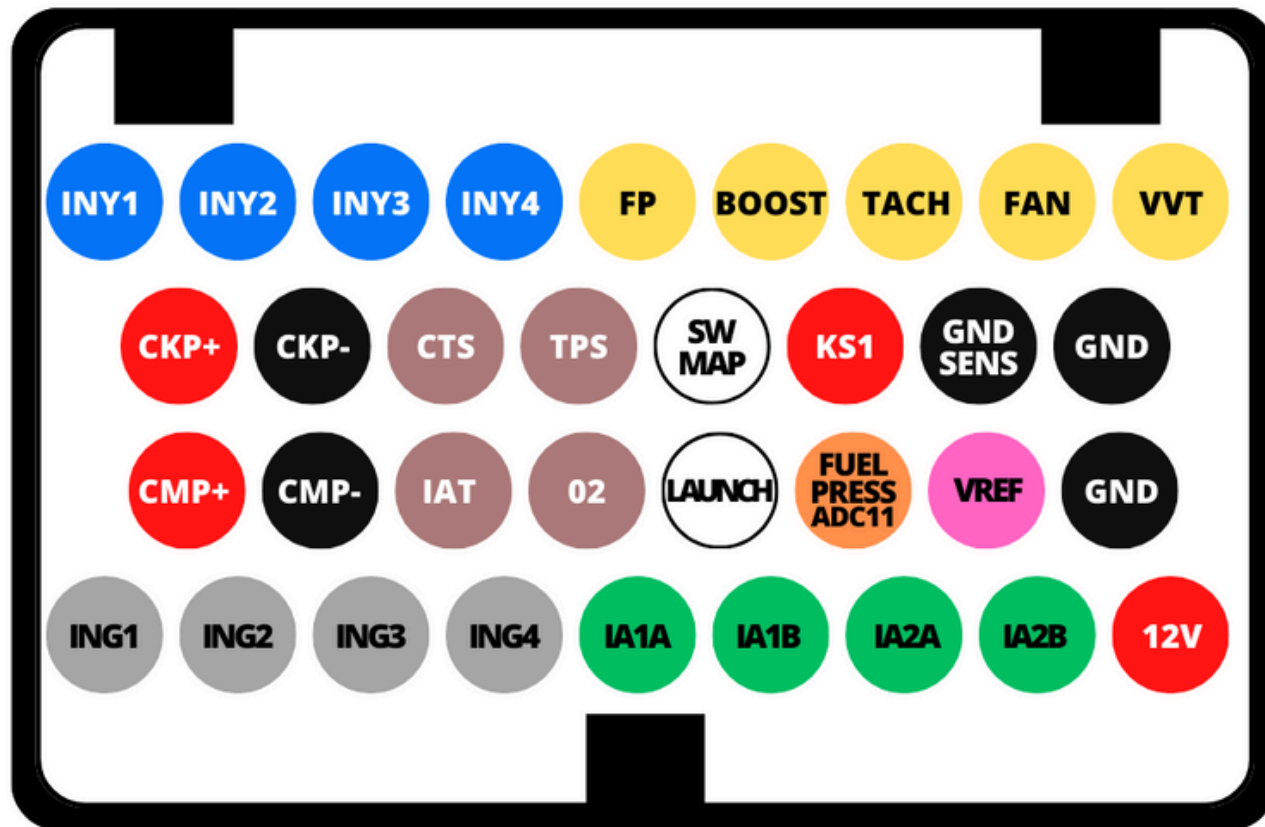 INY1 INY2 INY3 INY4 FP BOOST TACH FAN VVT
CKP+ CKP- CTS TPS SW MAP KS1 GND SENS GND
CMP+ CMP- IAT 02 LAUNCH FUEL PRESS ADC11 VREF GND
ING1 ING2 ING3 ING4 IA1A IA1B IA2A IA2B 12V